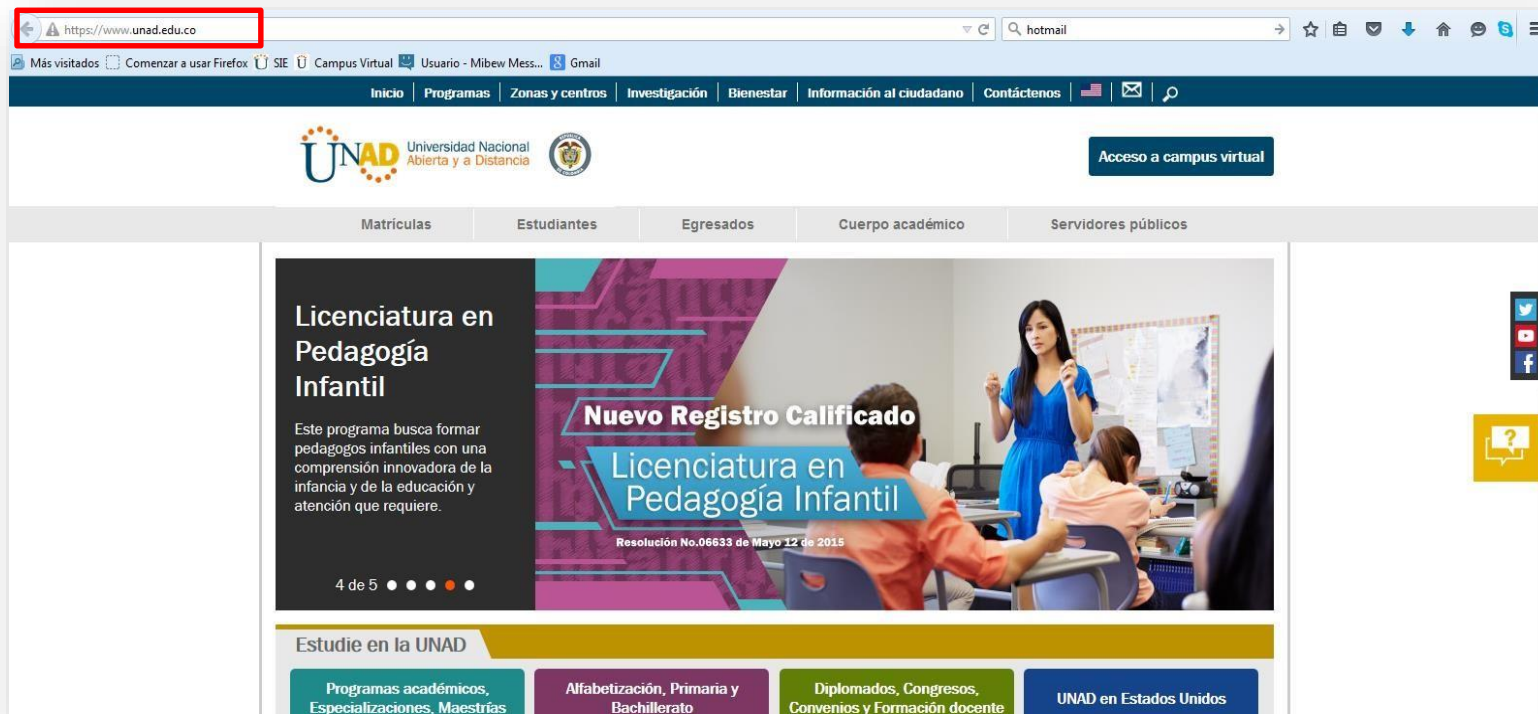 https://www.unad.edu.co
hotmail
Más visitados Comenzar a usar Firefox SIE Campus Virtual Usuario - Mibew Mess... Gmail
Inicio | Programas | Zonas y centros | Investigación | Bienestar | Información al ciudadano | Contáctenos
UNAD Universidad Nacional
Abierta y a Distancia
Acceso a campus virtual
Matrículas Estudiantes Egresados Cuerpo académico Servidores públicos
Licenciatura en
Pedagogía
Infantil
Este programa busca formar
pedagogos infantiles con una
comprensión innovadora de la
infancia y de la educación y
atención que requiere.
4 de 5
Nuevo Registro Calificado
Licenciatura en
Pedagogía Infantil
Resolución No.06633 de Mayo 12 de 2015
Estudie en la UNAD
Programas académicos,
Especializaciones, Maestrías
Alfabetización, Primaria y
Bachillerato
Diplomados, Congresos,
Convenios y Formación docente
UNAD en Estados Unidos